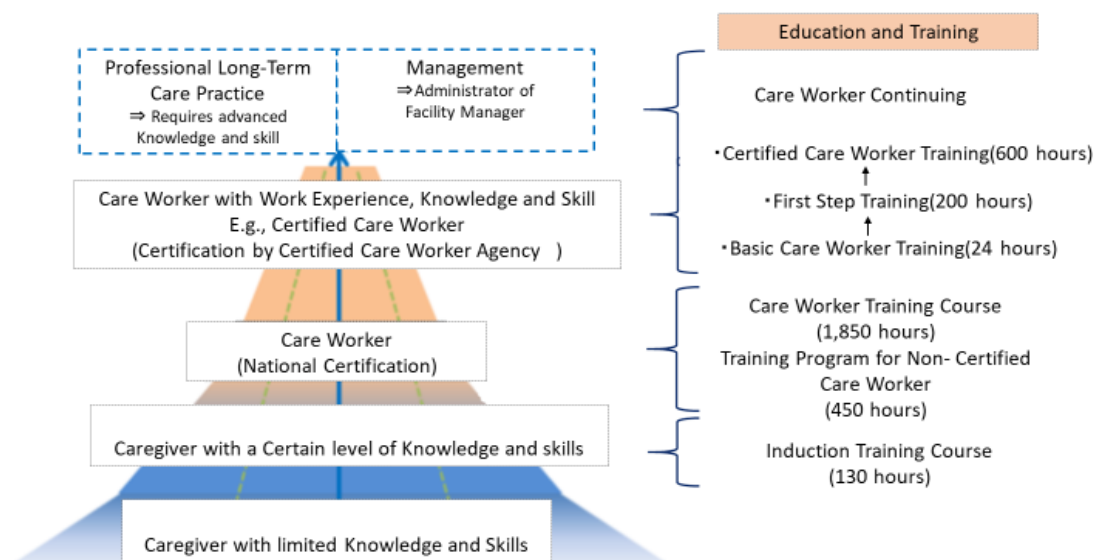 Education and Training
Professional Long-Term
Care Practice
⇒ Requires advanced
Knowledge and skill
Management
⇒Administrator of
Facility Manager
Care Worker Continuing
・Certified Care Worker Training(600 hours)
・First Step Training(200 hours)
・Basic Care Worker Training(24 hours)
Care Worker with Work Experience, Knowledge and Skill
E.g., Certified Care Worker
(Certification by Certified Care Worker Agency )
Care Worker
(National Certification)
Care Worker Training Course
(1,850 hours)
Training Program for Non- Certified
Care Worker
(450 hours)
Caregiver with a Certain level of Knowledge and skills
Induction Training Course
(130 hours)
Caregiver with limited Knowledge and Skills